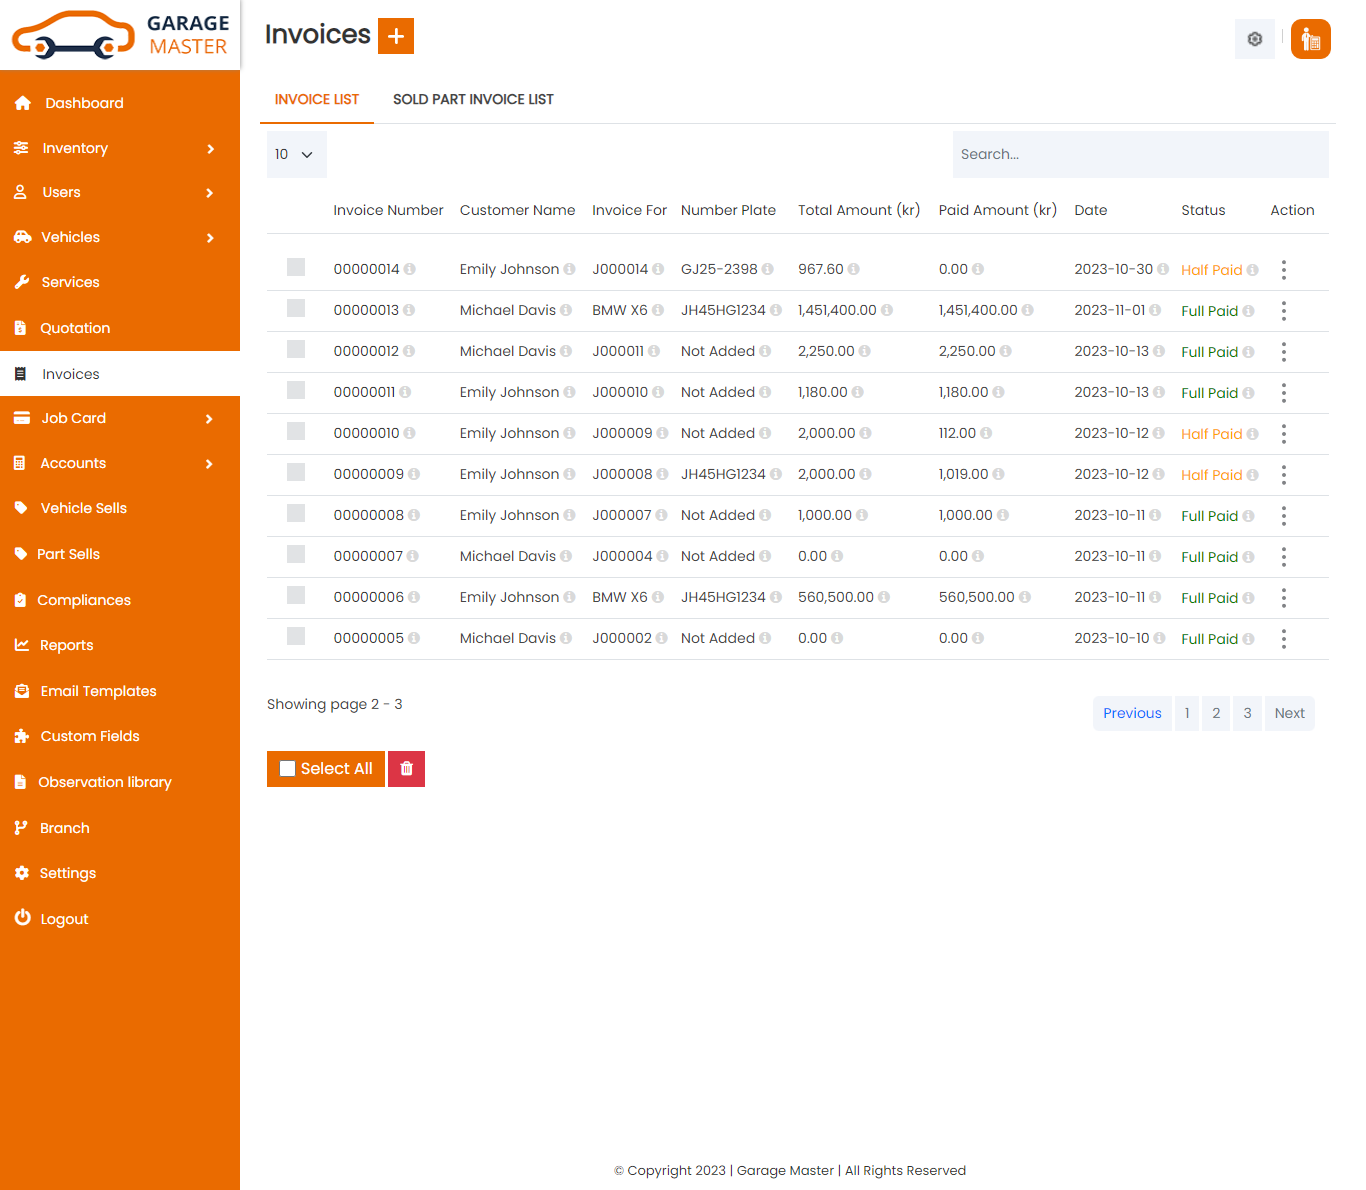 GARAGE
MASTER
Dashboard
Inventory
Users
Vehicles
Services
Quotation
Invoices
Job Card
Accounts
Vehicle Sells
Part Sells
Compliances
Reports
Email Templates
Custom Fields
Observation library
Branch
Settings
Logout
Invoices +
INVOICE LIST SOLD PART INVOICE LIST
10 Search...
Invoice Number Customer Name Invoice For Number Plate Total Amount (kr) Paid Amount (kr) Date Status Action
00000014 Emily Johnson J000014 GJ25-2398 967.60 0.00 2023-10-30 Half Paid
00000013 Michael Davis BMW X6 JH45HG1234 1,451,400.00 1,451,400.00 2023-11-01 Full Paid
00000012 Michael Davis J000011 Not Added 2,250.00 2,250.00 2023-10-13 Full Paid
00000011 Emily Johnson J000010 Not Added 1,180.00 1,180.00 2023-10-13 Full Paid
00000010 Emily Johnson J000009 Not Added 2,000.00 112.00 2023-10-12 Half Paid
00000009 Emily Johnson J000008 JH45HG1234 2,000.00 1,019.00 2023-10-12 Half Paid
00000008 Emily Johnson J000007 Not Added 1,000.00 1,000.00 2023-10-11 Full Paid
00000007 Michael Davis J000004 Not Added 0.00 0.00 2023-10-11 Full Paid
00000006 Emily Johnson BMW X6 JH45HG1234 560,500.00 560,500.00 2023-10-11 Full Paid
00000005 Michael Davis J000002 Not Added 0.00 0.00 2023-10-10 Full Paid
Showing page 2 - 3
Previous 1 2 3 Next
Select All
© Copyright 2023 | Garage Master | All Rights Reserved